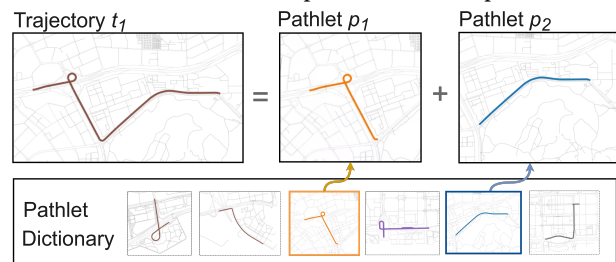 Trajectory t1
Pathlet p1
Pathlet p2
=
+
Pathlet
Dictionary